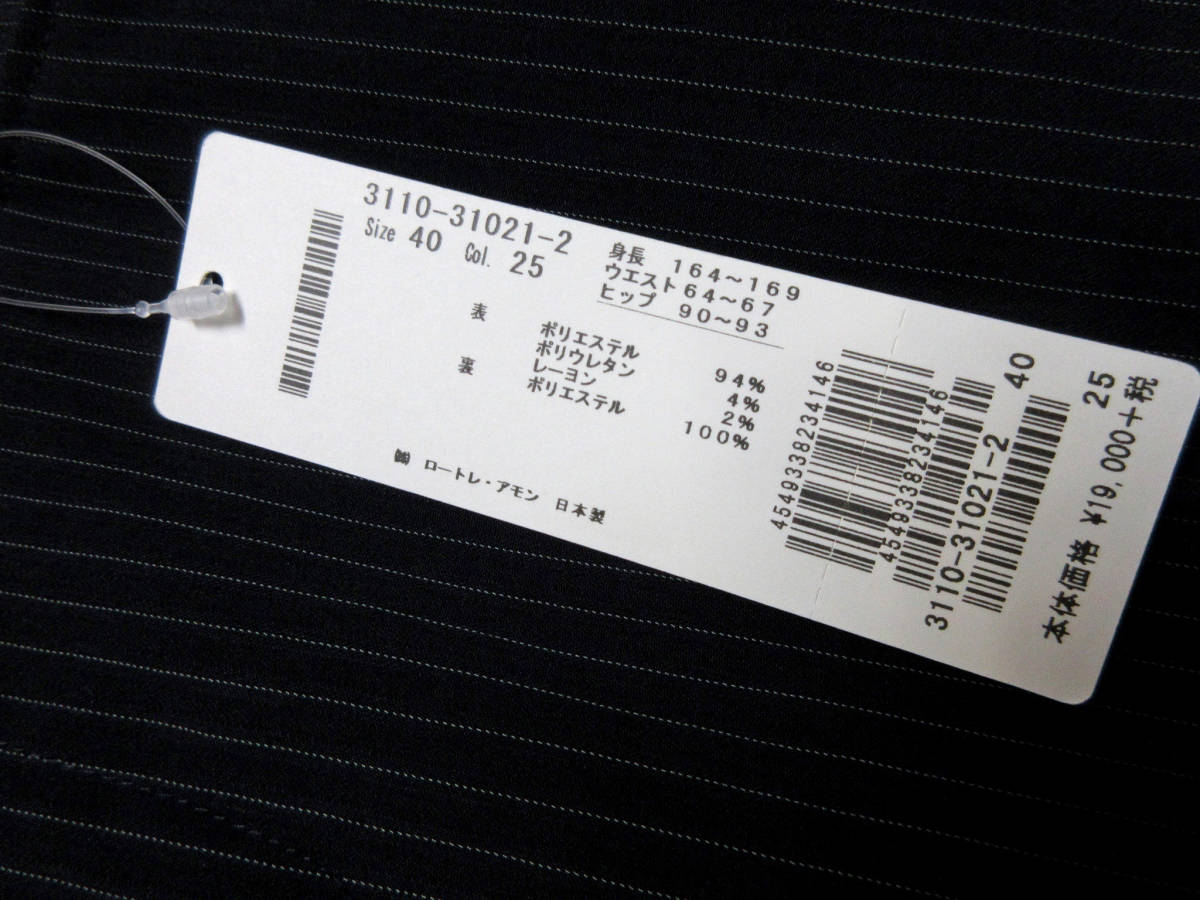 3110-31021-2
Size 40 Col. 25
身長 164～169
ウエスト 64～67
ヒップ 90～93
表 ポリエステル 94%
ポリウレタン 4%
レーヨン 2%
裏 ポリエステル 100%
㈱ ロートレ・アモン 日本製
4549338234146
4549338234146
3110-31021-2
40
25
本体価格 ¥19,000+税